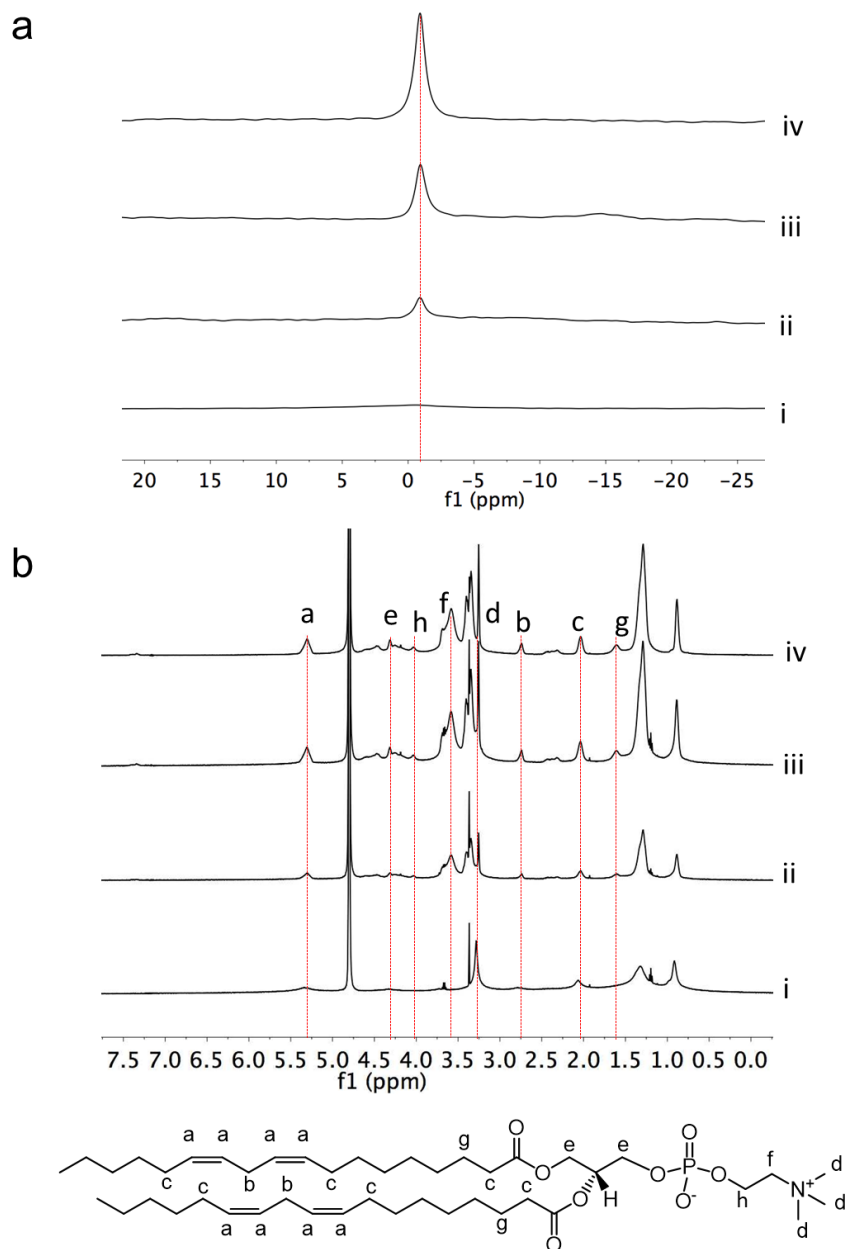 a
iv
iii
ii
i
20 15 10 5 0 −5 −10 −15 −20 −25
f1 (ppm)
b
a e h f d b c g
iv
iii
ii
i
7.5 7.0 6.5 6.0 5.5 5.0 4.5 4.0 3.5 3.0 2.5 2.0 1.5 1.0 0.5 0.0
f1 (ppm)
a a a a g O e e O
c b c c O O P O f d
c b c c O H O- h N+
a a a a g O d d